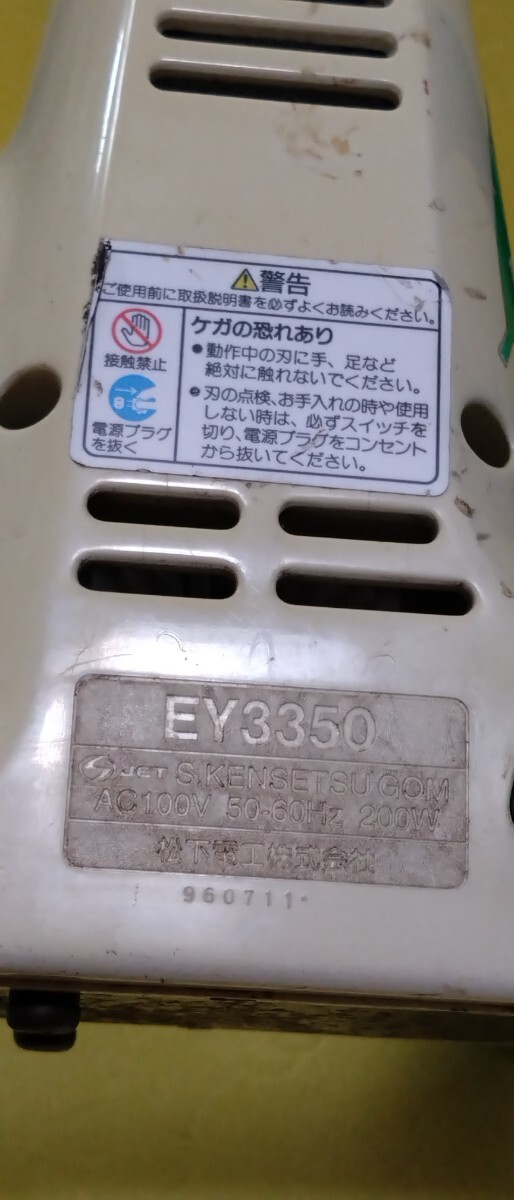 ⚠警告
ご使用前に取扱説明書を必ずよくお読みください。
接触禁止
電源プラグ
を抜く
ケガの恐れあり
●動作中の刃に手、足など
絶対に触れないでください。
●刃の点検、お手入れの時や使用
しない時は、必ずスイッチを
切り、電源プラグをコンセント
から抜いてください。
EY3350
JET S.KENSETSU GOM
AC100V 50-60Hz 200W
松下電工株式会社
960711